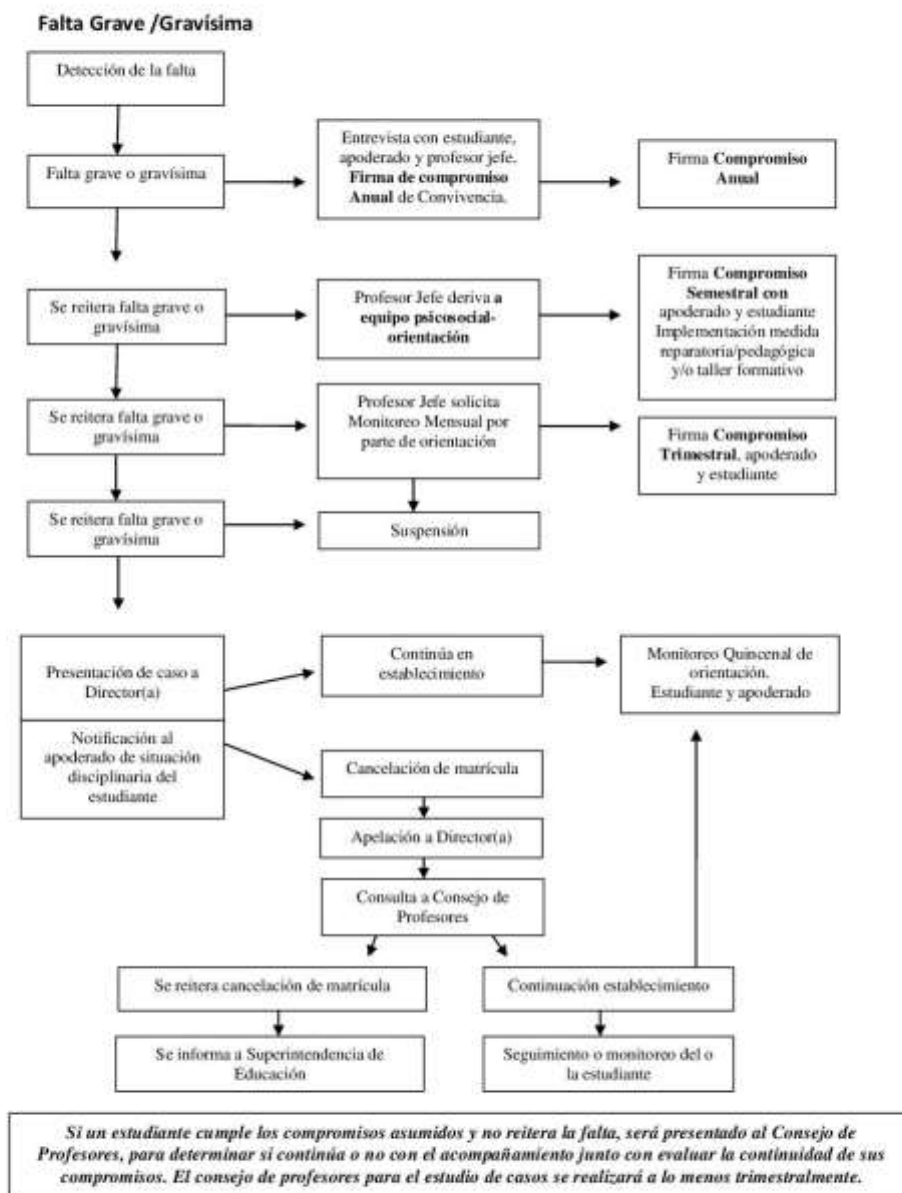 Falta Grave /Gravísima
Detección de la falta
Falta grave o gravísima
Entrevista con estudiante,
apoderado y profesor jefe.
Firma de compromiso
Anual de Convivencia.
Firma Compromiso
Anual
Se reitera falta grave o
gravísima
Profesor Jefe deriva a
equipo psicosocial-
orientación
Firma Compromiso
Semestral con
apoderado y estudiante
Implementación medida
reparatoria/pedagógica
y/o taller formativo
Se reitera falta grave o
gravísima
Profesor Jefe solicita
Monitoreo Mensual por
parte de orientación
Firma Compromiso
Trimestral, apoderado
y estudiante
Se reitera falta grave o
gravísima
Suspensión
Presentación de caso a
Director(a)
Notificación al
apoderado de situación
disciplinaria del
estudiante
Continúa en
establecimiento
Monitoreo Quincenal de
orientación.
Estudiante y apoderado
Cancelación de matrícula
Apelación a Director(a)
Consulta a Consejo de
Profesores
Se reitera cancelación de matrícula
Continuación establecimiento
Se informa a Superintendencia de
Educación
Seguimiento o monitoreo del o
la estudiante
Si un estudiante cumple los compromisos asumidos y no reitera la falta, será presentado al Consejo de
Profesores, para determinar si continúa o no con el acompañamiento junto con evaluar la continuidad de sus
compromisos. El consejo de profesores para el estudio de casos se realizará a lo menos trimestralmente.